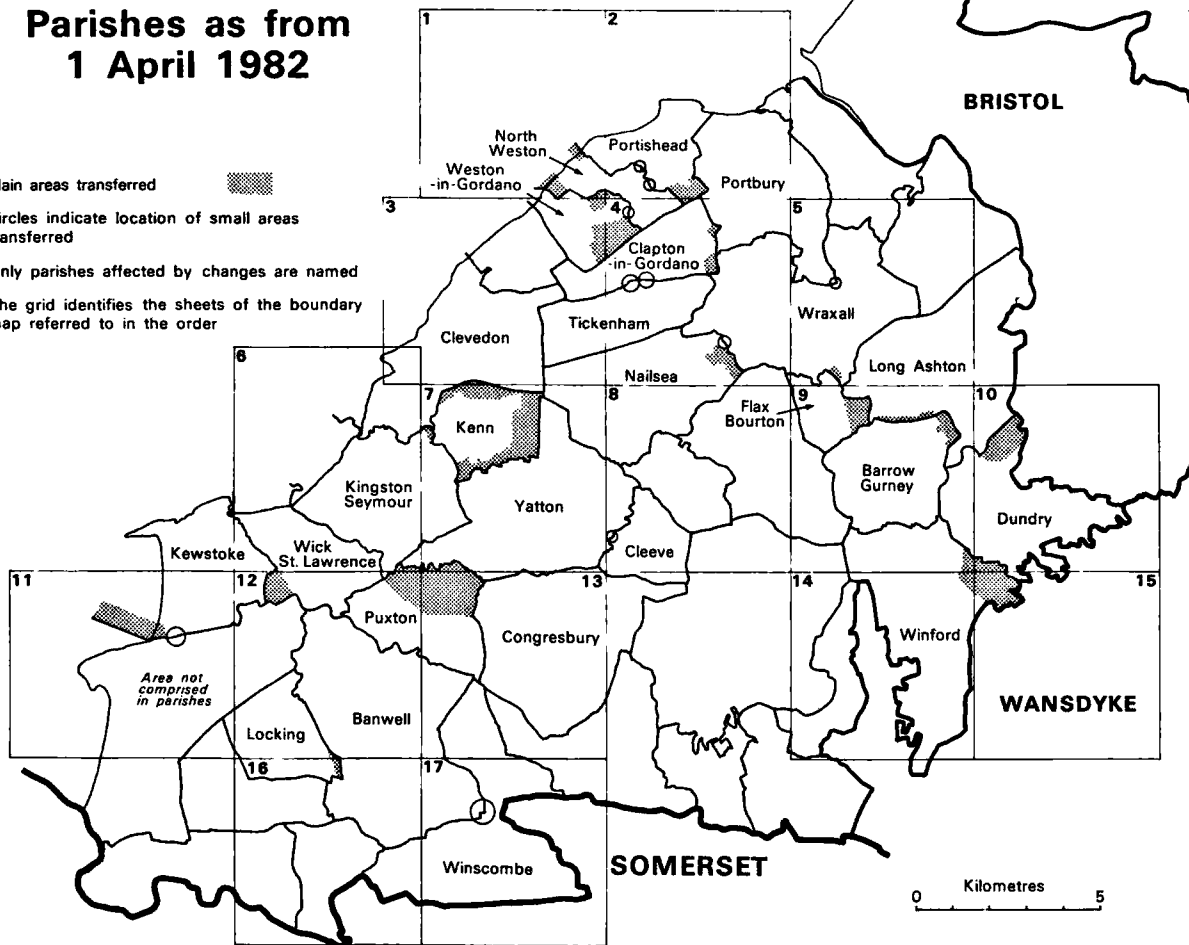 Parishes as from
1 April 1982
ain areas transferred
ircles indicate location of small areas
ansferred
nly parishes affected by changes are named
he grid identifies the sheets of the boundary
ap referred to in the order
1
2
BRISTOL
North
Weston
Portishead
Weston
-in-Gordano
Portbury
3
4
5
Clapton
-in-Gordano
Wraxall
Tickenham
Clevedon
6
Long Ashton
Nailsea
7
8
9
10
Flax
Bourton
Kenn
Barrow
Gurney
Kingston
Seymour
Yatton
Dundry
Kewstoke
Wick
St. Lawrence
Cleeve
11
12
13
14
15
Puxton
Congresbury
Winford
Area not
comprised
in parishes
WANSDYKE
Banwell
Locking
16
17
SOMERSET
Winscombe
Kilometres
0
5